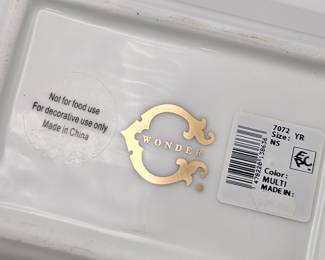 Not for food use
For decorative use only
Made in China
C WONDER
7072 YR
Size:
NS
Color:
MULTI
MADE IN: